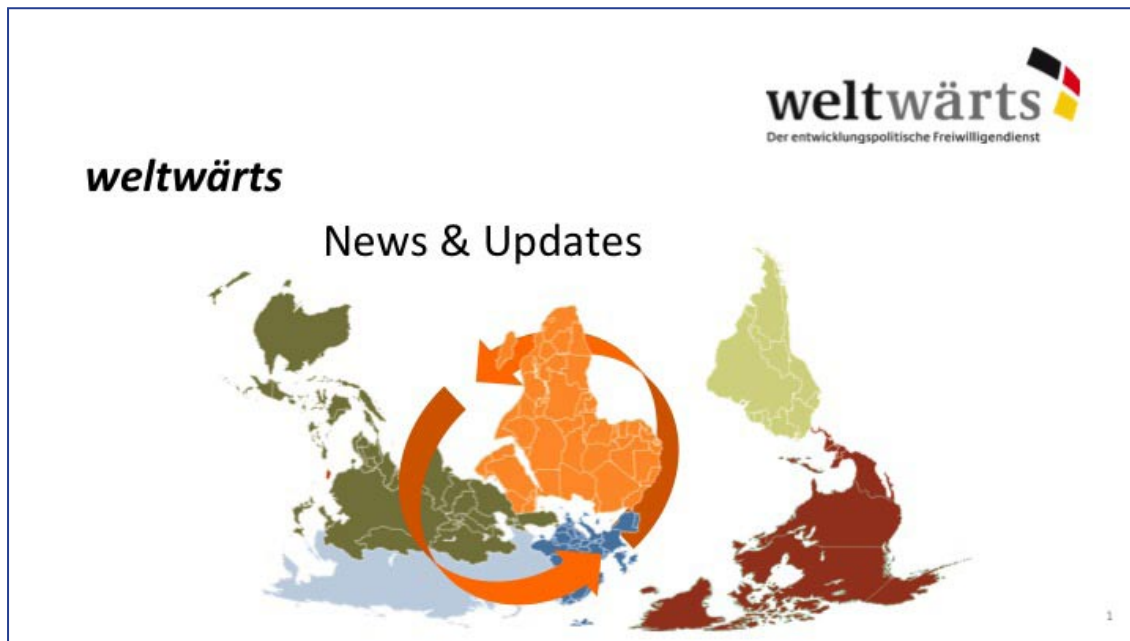 weltwärts
Der entwicklungspolitische Freiwilligendienst
weltwärts
News & Updates
1